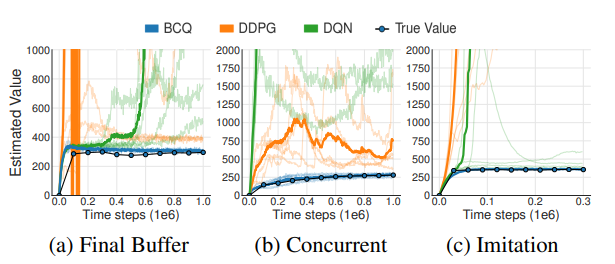 BCQ DDPG DQN True Value
Estimated Value
1000
800
600
400
200
0
0.0 0.2 0.4 0.6 0.8 1.0
Time steps (1e6)
(a) Final Buffer
2000
1750
1500
1250
1000
750
500
250
0
0.0 0.2 0.4 0.6 0.8 1.0
Time steps (1e6)
(b) Concurrent
2000
1750
1500
1250
1000
750
500
250
0
0.0 0.1 0.2 0.3
Time steps (1e6)
(c) Imitation